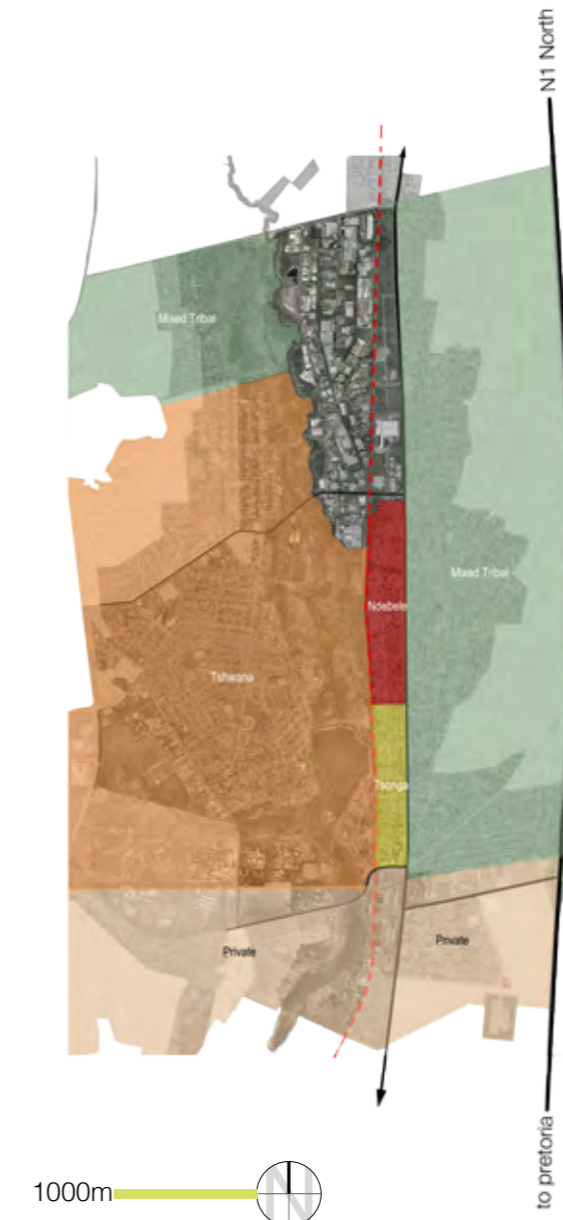 N1 North
Mixed Tribal
Mixed Tribal
Ndebele
Tshwana
Tsonga
Private
Private
to pretoria
1000m
N